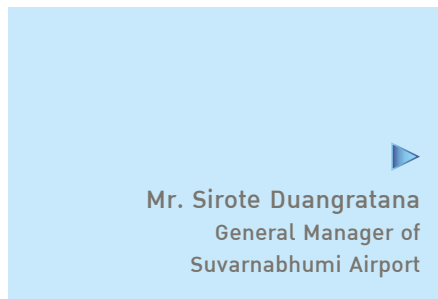 Mr. Sirote Duangratana
General Manager of
Suvarnabhumi Airport